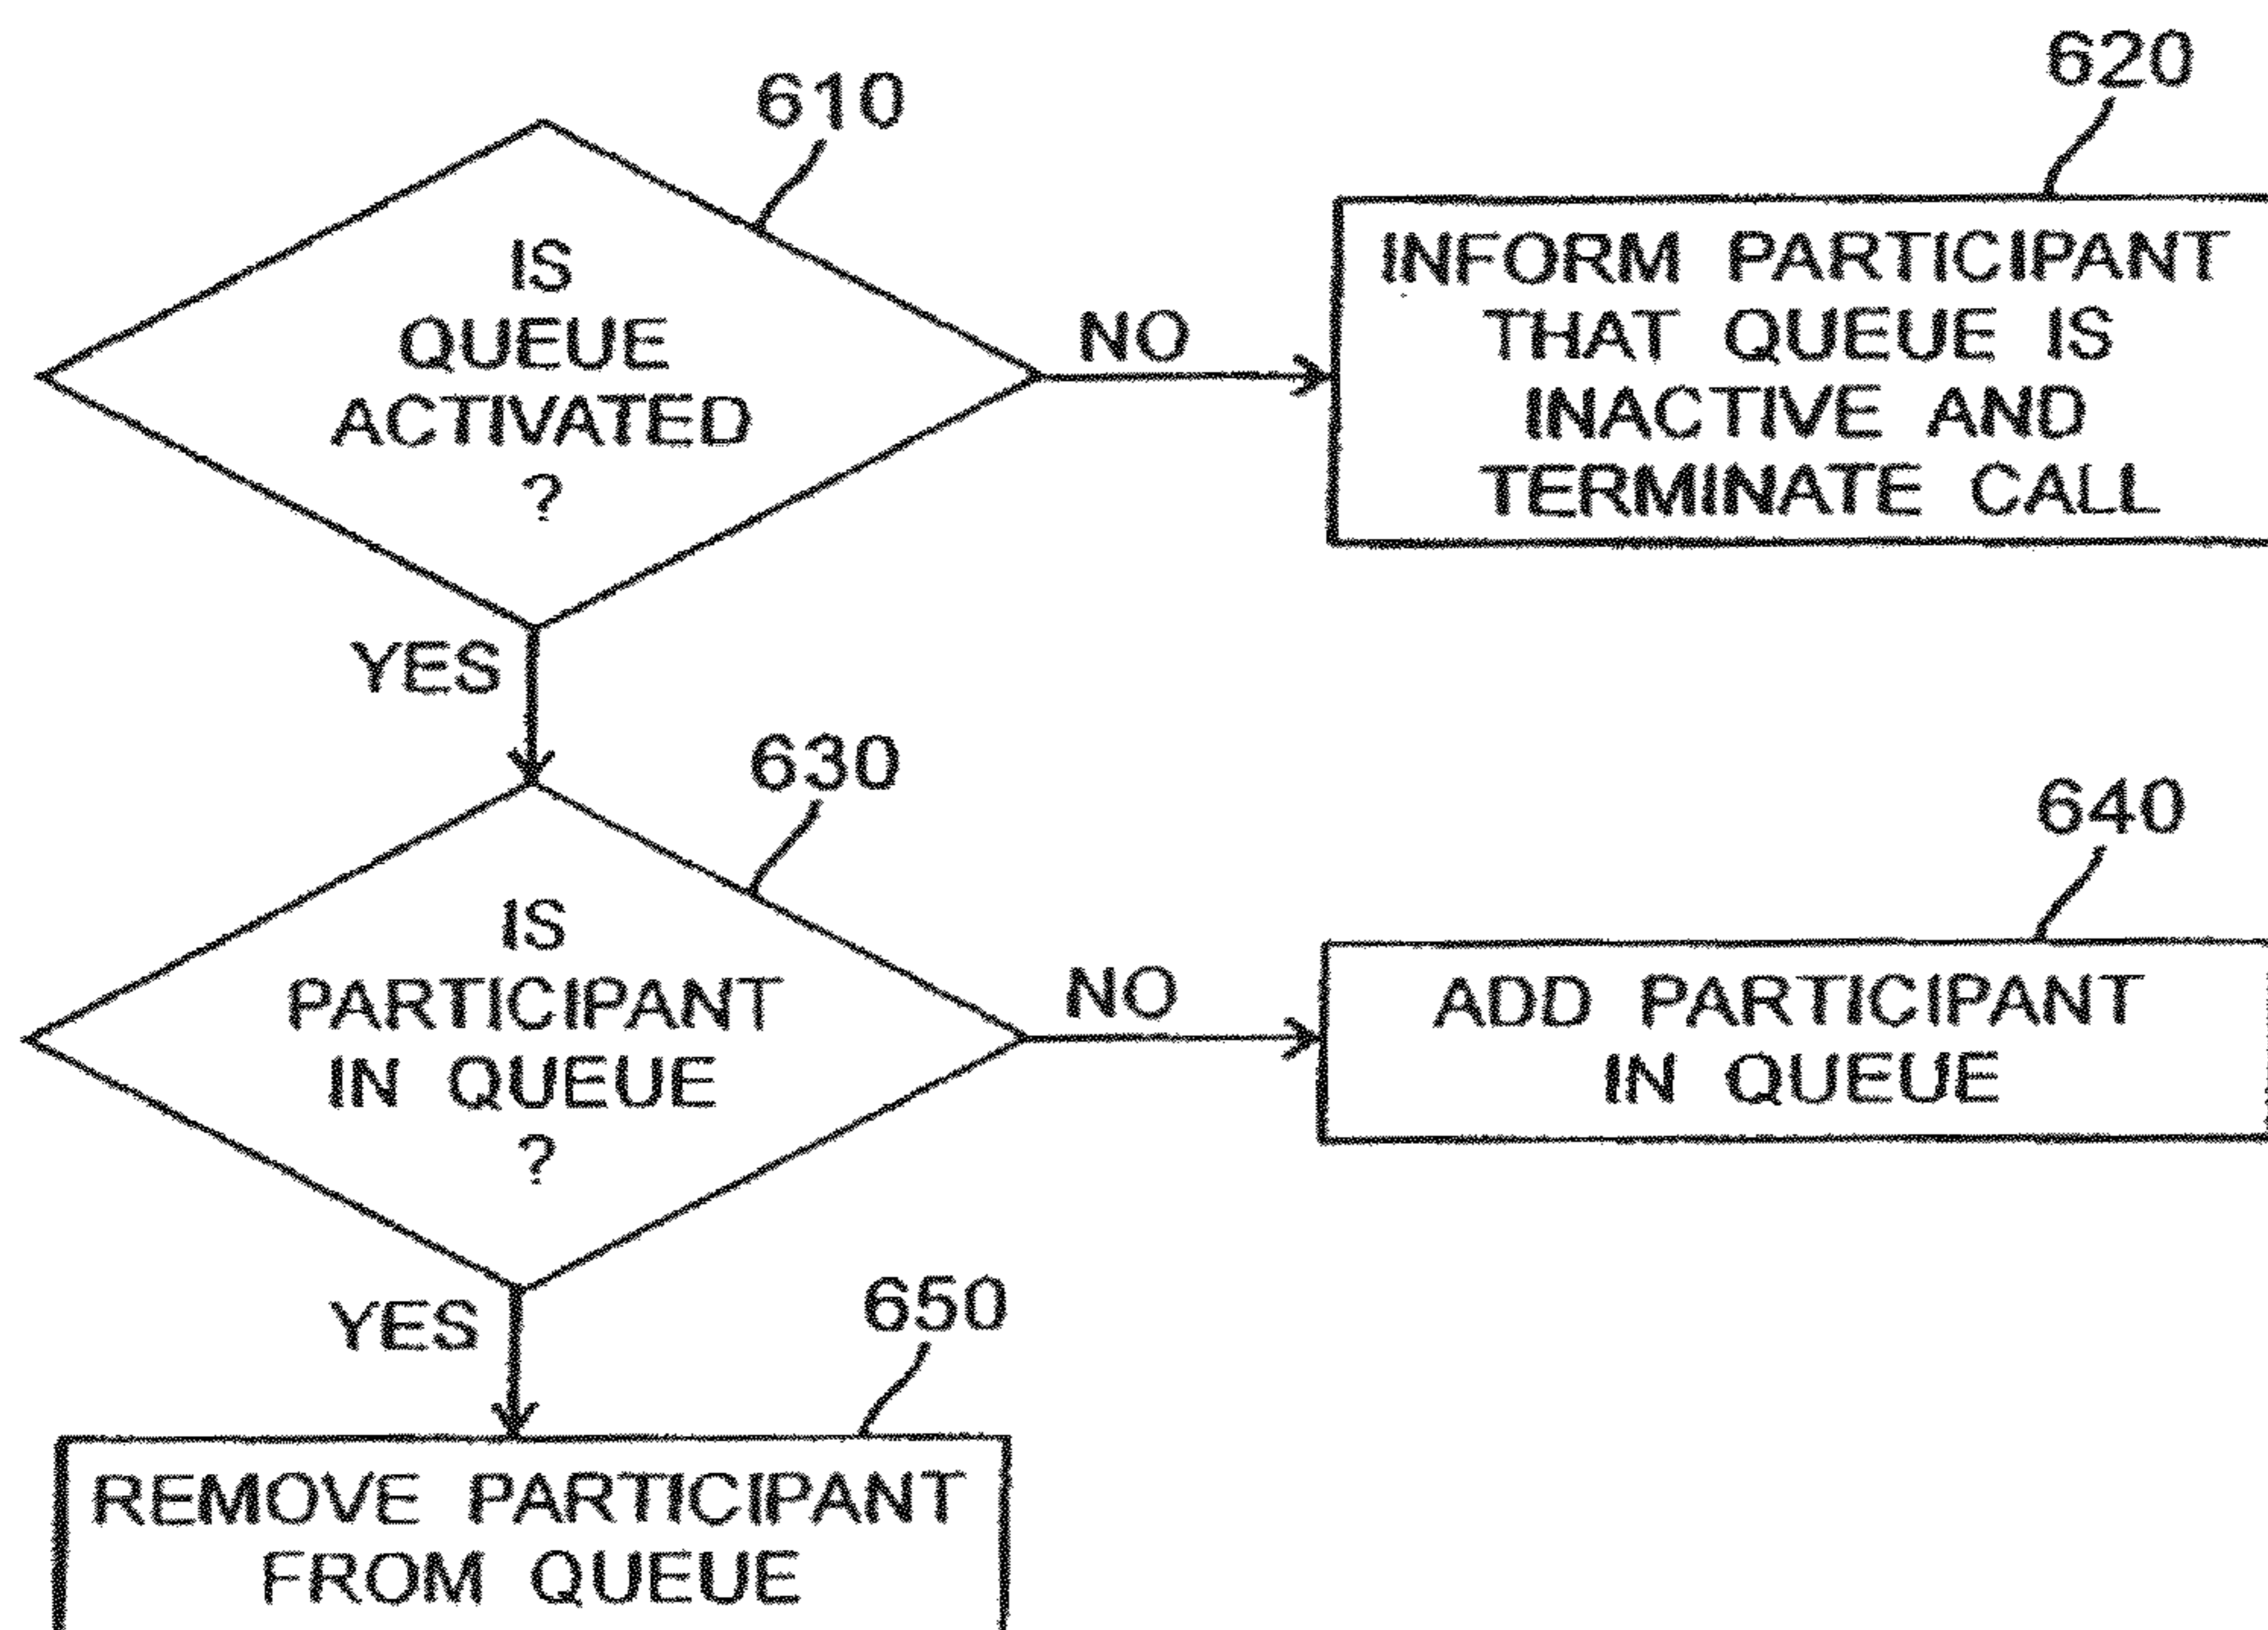 610
IS
QUEUE
ACTIVATED
?
NO
620
INFORM PARTICIPANT
THAT QUEUE IS
INACTIVE AND
TERMINATE CALL
YES
630
IS
PARTICIPANT
IN QUEUE
?
NO
640
ADD PARTICIPANT
IN QUEUE
YES
650
REMOVE PARTICIPANT
FROM QUEUE